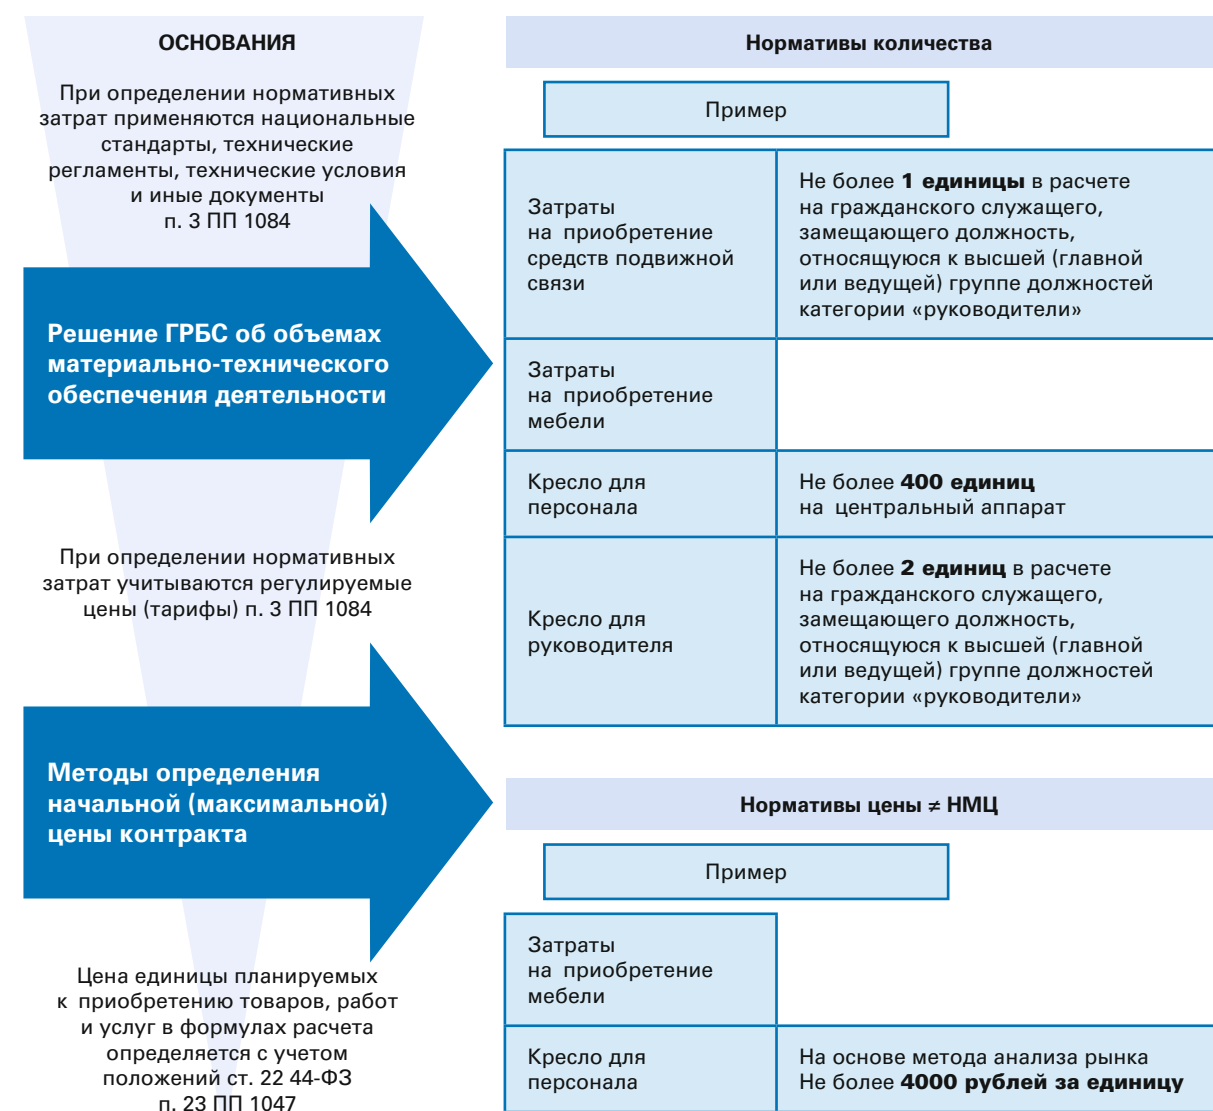 ОСНОВАНИЯ
При определении нормативных
затрат применяются национальные
стандарты, технические
регламенты, технические условия
и иные документы
п. 3 ПП 1084
Решение ГРБС об объемах
материально-технического
обеспечения деятельности
При определении нормативных
затрат учитываются регулируемые
цены (тарифы) п. 3 ПП 1084
Методы определения
начальной (максимальной)
цены контракта
Цена единицы планируемых
к приобретению товаров, работ
и услуг в формулах расчета
определяется с учетом
положений ст. 22 44-ФЗ
п. 23 ПП 1047
Нормативы количества
Пример
Затраты
на приобретение
средств подвижной
связи
Не более 1 единицы в расчете
на гражданского служащего,
замещающего должность,
относящуюся к высшей (главной
или ведущей) группе должностей
категории «руководители»
Затраты
на приобретение
мебели
Кресло для
персонала
Не более 400 единиц
на центральный аппарат
Кресло для
руководителя
Не более 2 единиц в расчете
на гражданского служащего,
замещающего должность,
относящуюся к высшей (главной
или ведущей) группе должностей
категории «руководители»
Нормативы цены ≠ НМЦ
Пример
Затраты
на приобретение
мебели
Кресло для
персонала
На основе метода анализа рынка
Не более 4000 рублей за единицу